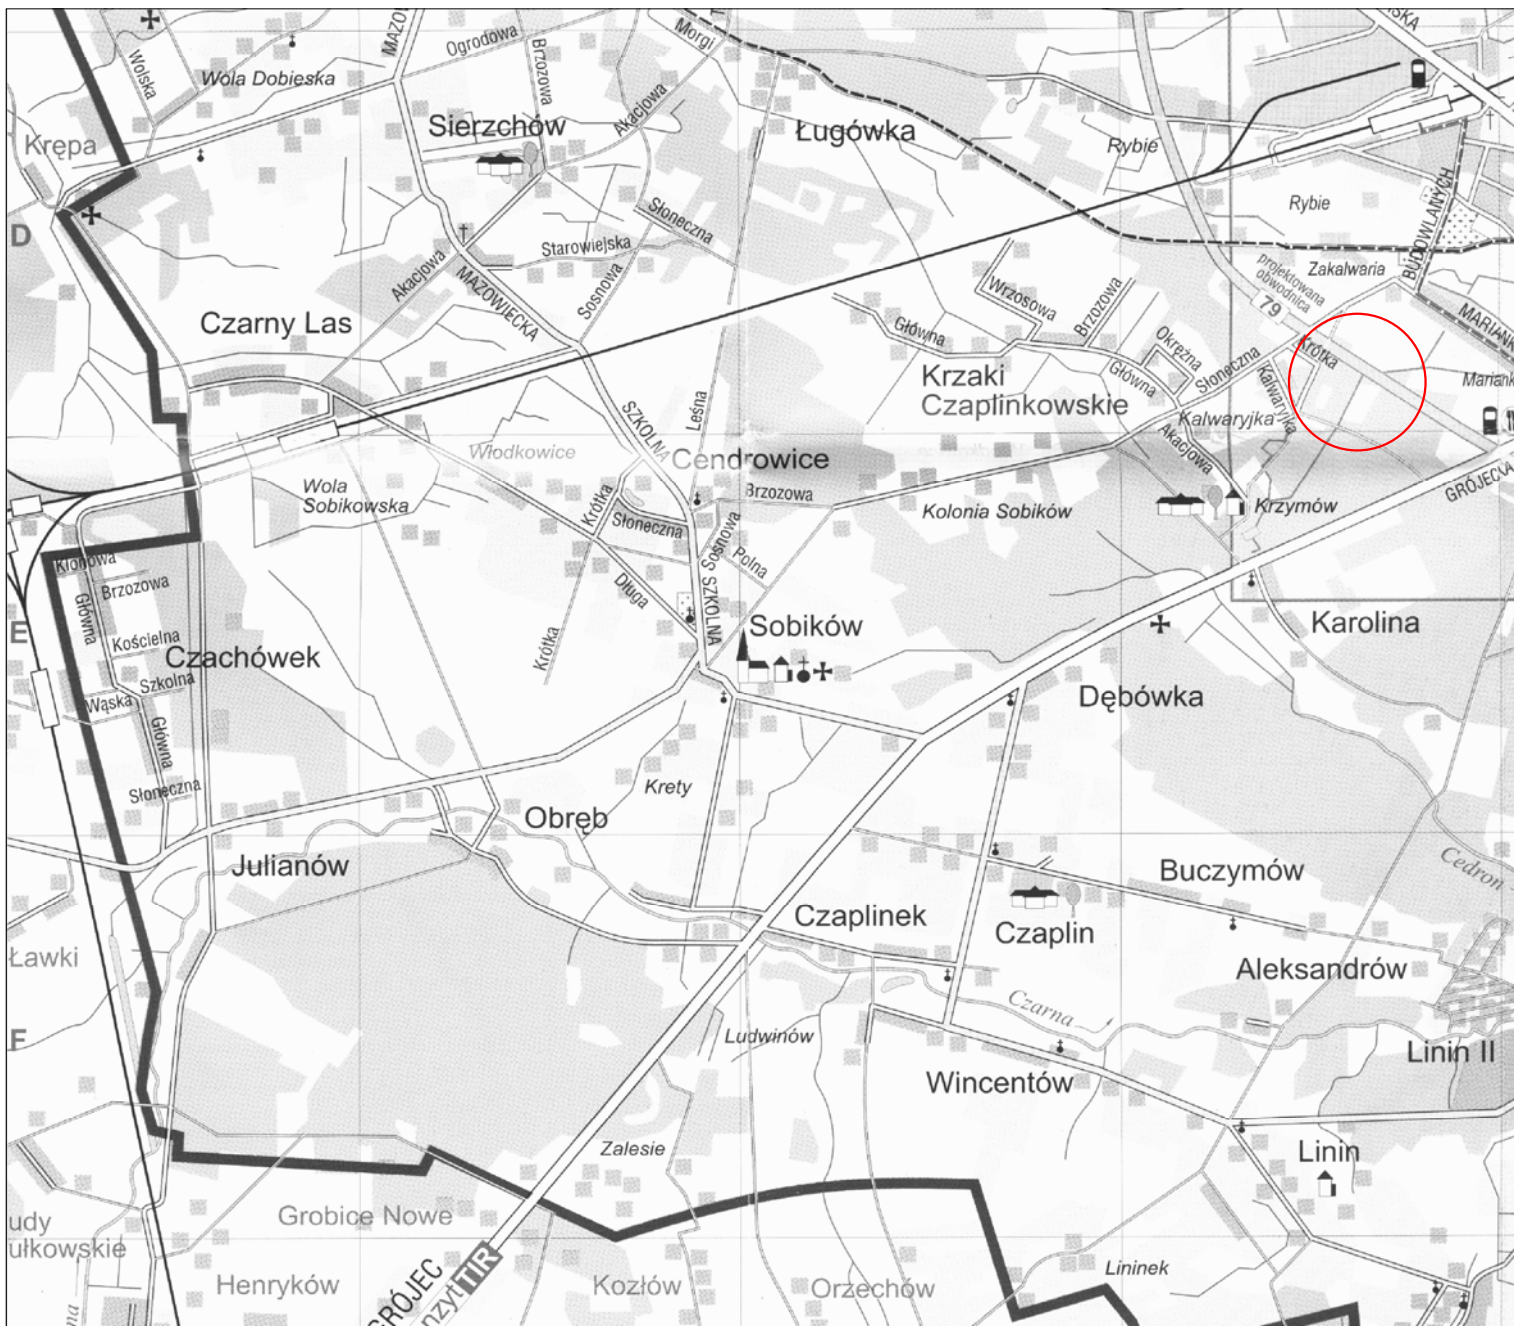 MAZOW
Ogrodowa
Morgi
SKA
Wolska
Wola Dobieska
Brzozowa
Akacjowa
Krępa
Sierzchów
Ługówka
Rybie
BUDOWLANYCH
Rybie
D
Słoneczna
Starowiejska
Akacjowa
MAZOWIECKA
Sosnowa
Zakalwaria
projektowana
obwodnica
79
MARIANK
Wrzosowa
Brzozowa
Czarny Las
Główna
Okrężna
Główna
Słoneczna
Krótka
Kalwaryjka
Mariank
Krzaki
Czaplinkowskie
Kalwaryjka
Leśna
SZKOLNA
Włodkowice
Cendrowice
Akacjowa
GRÓJECKA
Wola
Sobikowska
Krótka
Słoneczna
Brzozowa
Kolonia Sobików
Krzymów
Sosnowa
Polna
Klonowa
Brzozowa
Główna
Długa
SZKOLNA
E
Kościelna
Czachówek
Krótka
Sobików
Karolina
Szkolna
Wąska
Główna
Dębówka
Słoneczna
Krety
Obręb
Julianów
Buczymów
Cedron
Czaplinek
Czaplin
Ławki
Aleksandrów
Czarna
F
Ludwinów
Linin II
Wincentów
Zalesie
Linin
Grobice Nowe
udy
ułkowskie
Henryków
GRÓJEC
nzyt TIR
Kozłów
Orzechów
Lininek
na